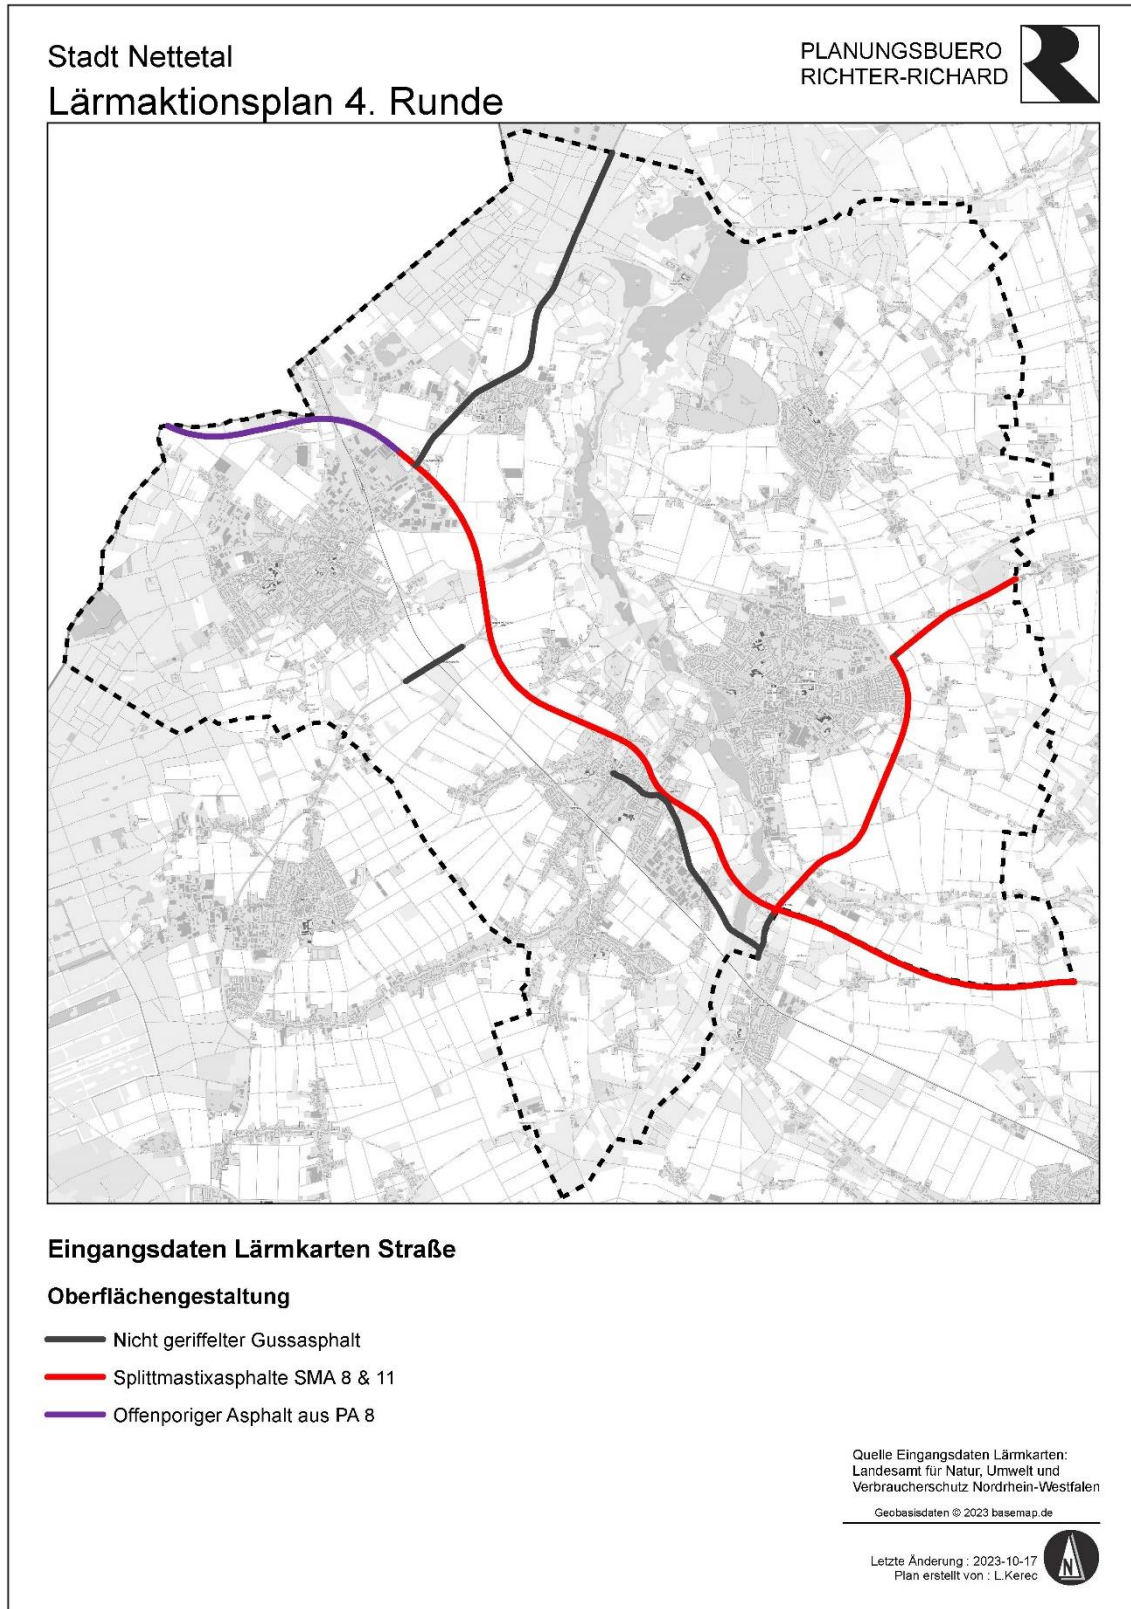 Stadt Nettetal
Lärmaktionsplan 4. Runde
PLANUNGSBUERO
RICHTER-RICHARD
Eingangsdaten Lärmkarten Straße
Oberflächengestaltung
Nicht geriffelter Gussasphalt
Splittmastixasphalte SMA 8 & 11
Offenporiger Asphalt aus PA 8
Quelle Eingangsdaten Lärmkarten:
Landesamt für Natur, Umwelt und
Verbraucherschutz Nordrhein-Westfalen
Geobasisdaten © 2023 basemap.de
Letzte Änderung : 2023-10-17
Plan erstellt von : L.Kerec
N